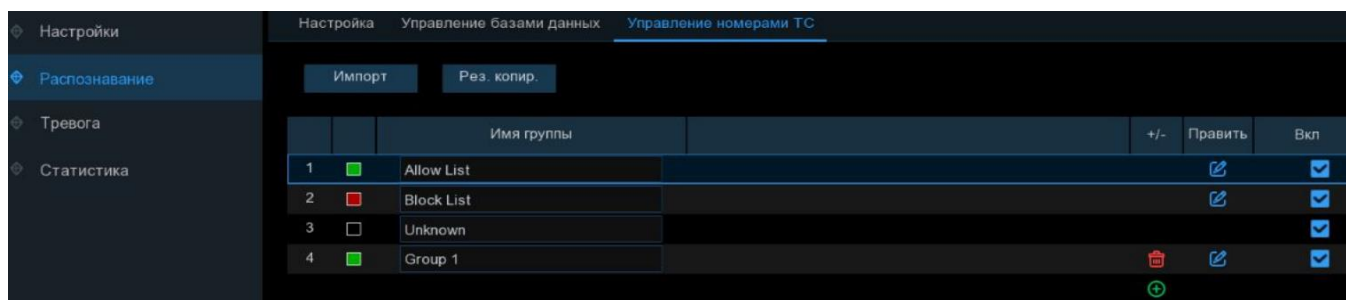 Настройки
Распознавание
Тревога
Статистика
Настройка Управление базами данных Управление номерами ТС
Импорт Рез. копир.
Имя группы +/- Править Вкл
1 Allow List
2 Block List
3 Unknown
4 Group 1